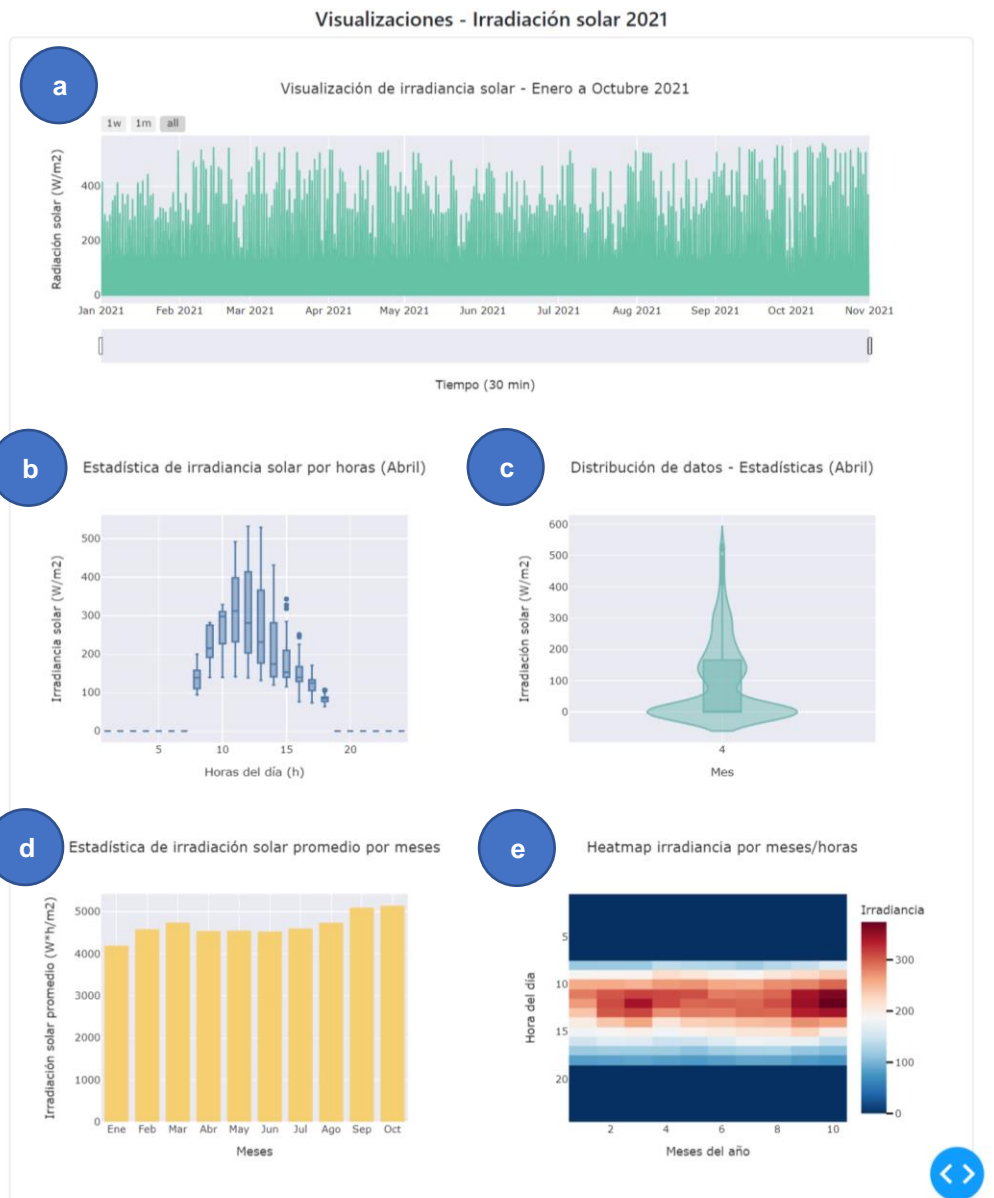 Visualizaciones - Irradiación solar 2021
a
Visualización de irradiancia solar - Enero a Octubre 2021
1w 1m all
Radiación solar (W/m2)
400
200
0
Jan 2021 Feb 2021 Mar 2021 Apr 2021 May 2021 Jun 2021 Jul 2021 Aug 2021 Sep 2021 Oct 2021 Nov 2021
Tiempo (30 min)
b
Estadística de irradiancia solar por horas (Abril)
Irradiancia solar (W/m2)
500
400
300
200
100
0
5 10 15 20
Horas del día (h)
c
Distribución de datos - Estadísticas (Abril)
Irradiación solar (W/m2)
600
500
400
300
200
100
0
4
Mes
d
Estadística de irradiación solar promedio por meses
Irradiación solar promedio (W*h/m2)
5000
4000
3000
2000
1000
0
Ene Feb Mar Abr May Jun Jul Ago Sep Oct
Meses
e
Heatmap irradiancia por meses/horas
Hora del día
5
10
15
20
2 4 6 8 10
Meses del año
Irradiancia
300
200
100
0